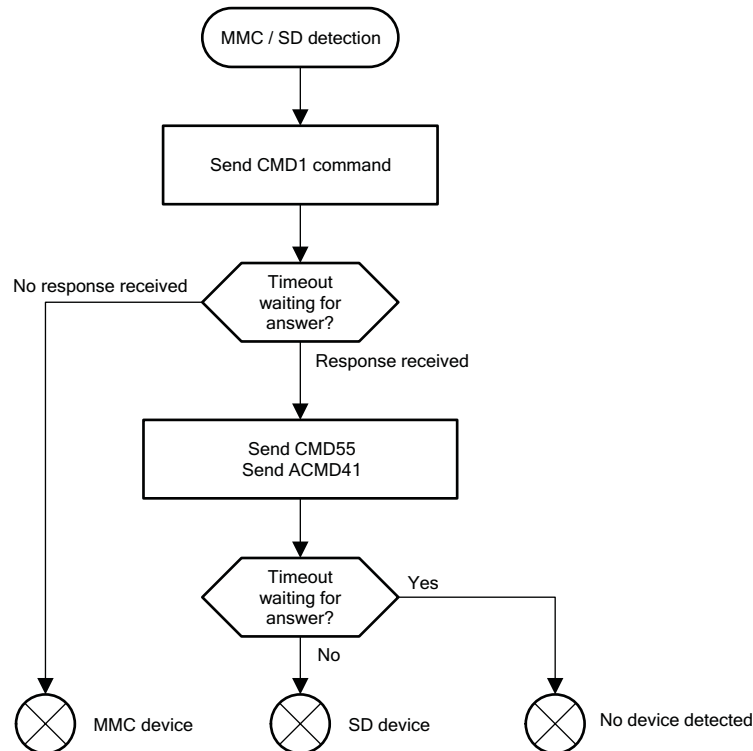 MMC / SD detection
Send CMD1 command
No response received
Timeout
waiting for
answer?
Response received
Send CMD55
Send ACMD41
Timeout
waiting for
answer?
Yes
No
MMC device
SD device
No device detected